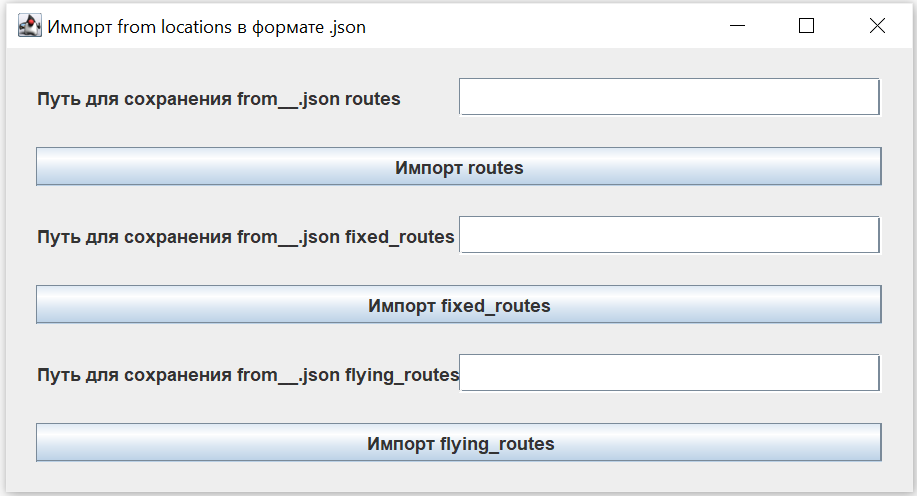 Импорт from locations в формате .json
Путь для сохранения from__.json routes
Импорт routes
Путь для сохранения from__.json fixed_routes
Импорт fixed_routes
Путь для сохранения from__.json flying_routes
Импорт flying_routes